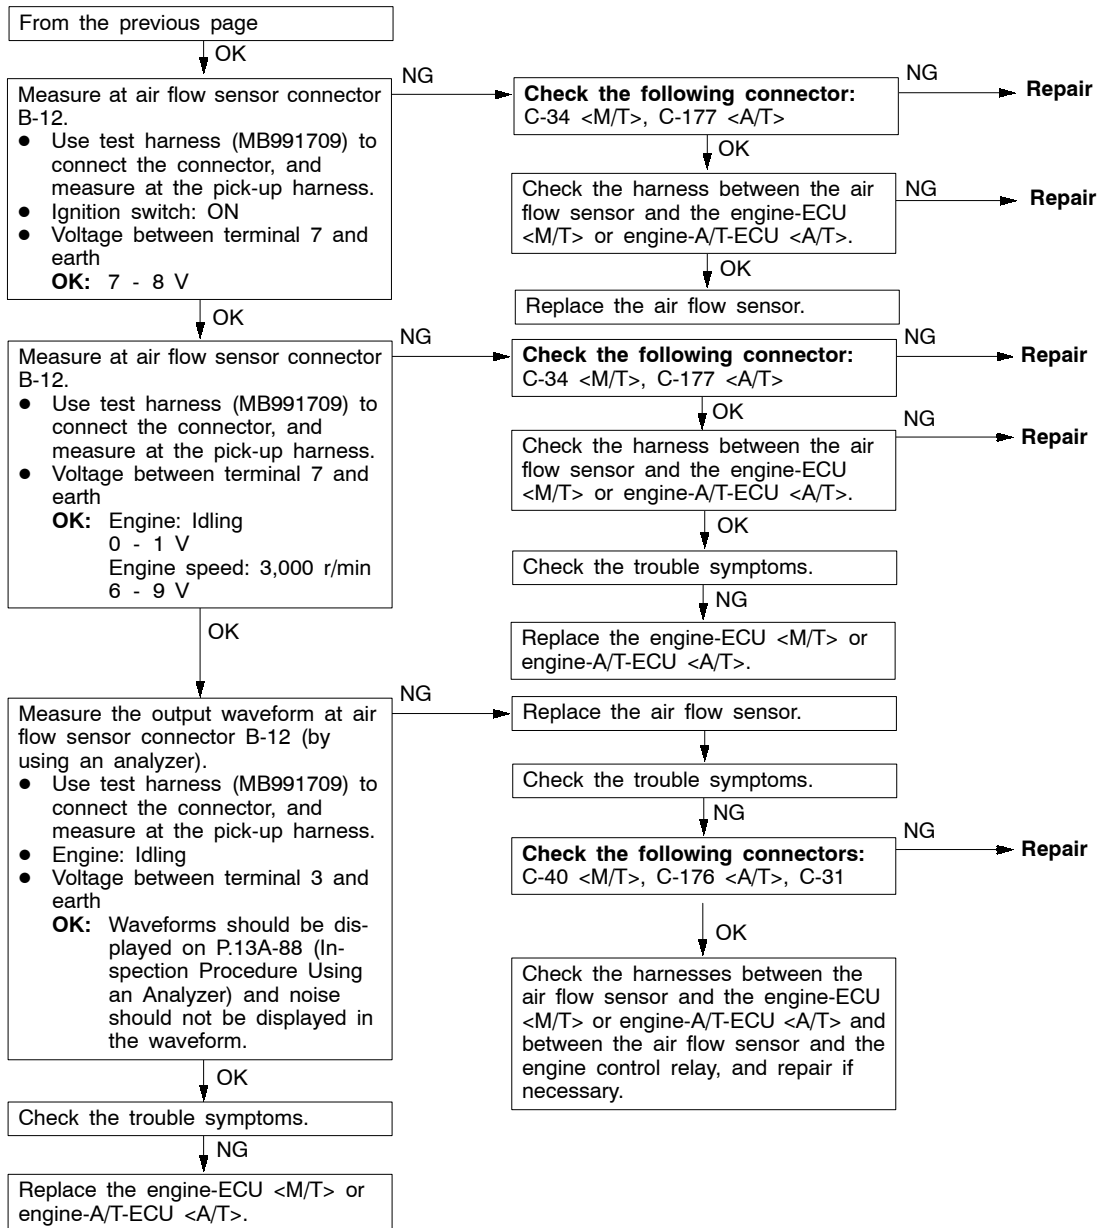 From the previous page
OK
Measure at air flow sensor connector
B-12.
● Use test harness (MB991709) to
connect the connector, and
measure at the pick-up harness.
● Ignition switch: ON
● Voltage between terminal 7 and
earth
OK: 7 - 8 V
NG
Check the following connector:
C-34 <M/T>, C-177 <A/T>
NG
Repair
OK
Check the harness between the air
flow sensor and the engine-ECU
<M/T> or engine-A/T-ECU <A/T>.
NG
Repair
OK
Replace the air flow sensor.
OK
Measure at air flow sensor connector
B-12.
● Use test harness (MB991709) to
connect the connector, and
measure at the pick-up harness.
● Voltage between terminal 7 and
earth
OK: Engine: Idling
0 - 1 V
Engine speed: 3,000 r/min
6 - 9 V
NG
Check the following connector:
C-34 <M/T>, C-177 <A/T>
NG
Repair
OK
Check the harness between the air
flow sensor and the engine-ECU
<M/T> or engine-A/T-ECU <A/T>.
NG
Repair
OK
Check the trouble symptoms.
NG
Replace the engine-ECU <M/T> or
engine-A/T-ECU <A/T>.
OK
Measure the output waveform at air
flow sensor connector B-12 (by
using an analyzer).
● Use test harness (MB991709) to
connect the connector, and
measure at the pick-up harness.
● Engine: Idling
● Voltage between terminal 3 and
earth
OK: Waveforms should be dis-
played on P.13A-88 (In-
spection Procedure Using
an Analyzer) and noise
should not be displayed in
the waveform.
NG
Replace the air flow sensor.
Check the trouble symptoms.
NG
Check the following connectors:
C-40 <M/T>, C-176 <A/T>, C-31
NG
Repair
OK
Check the harnesses between the
air flow sensor and the engine-ECU
<M/T> or engine-A/T-ECU <A/T> and
between the air flow sensor and the
engine control relay, and repair if
necessary.
OK
Check the trouble symptoms.
NG
Replace the engine-ECU <M/T> or
engine-A/T-ECU <A/T>.